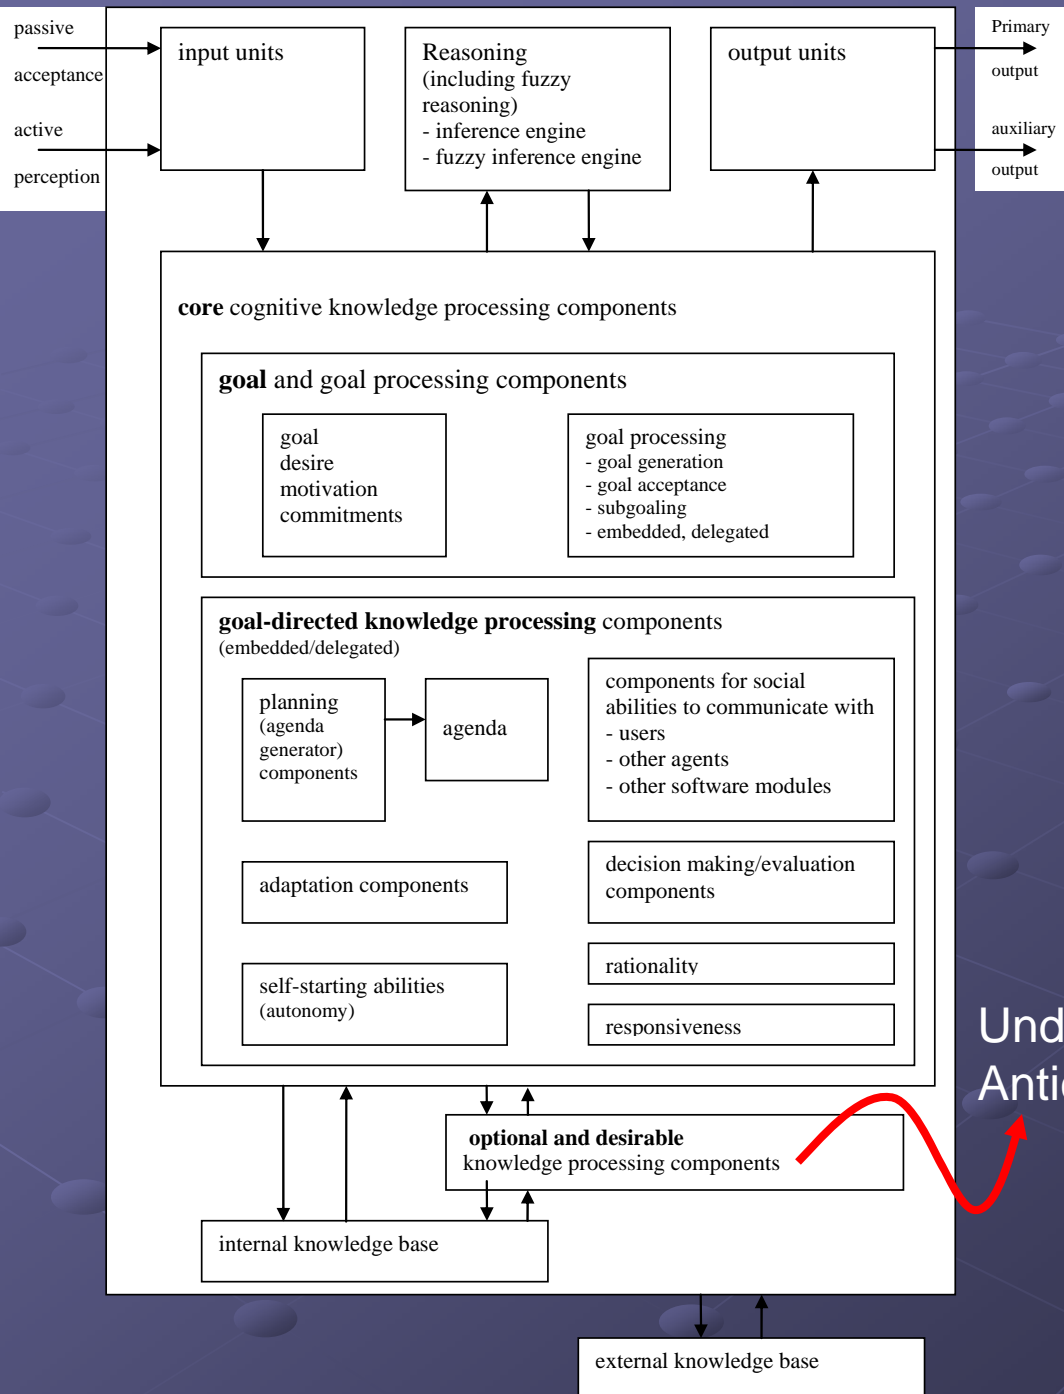 passive
acceptance
active
perception
input units
Reasoning
(including fuzzy
reasoning)
- inference engine
- fuzzy inference engine
output units
Primary
output
auxiliary
output
core cognitive knowledge processing components
goal and goal processing components
goal
desire
motivation
commitments
goal processing
- goal generation
- goal acceptance
- subgoaling
- embedded, delegated
goal-directed knowledge processing components
(embedded/delegated)
planning
(agenda
generator)
components
agenda
components for social
abilities to communicate with
- users
- other agents
- other software modules
adaptation components
decision making/evaluation
components
self-starting abilities
(autonomy)
rationality
responsiveness
optional and desirable
knowledge processing components
internal knowledge base
external knowledge base